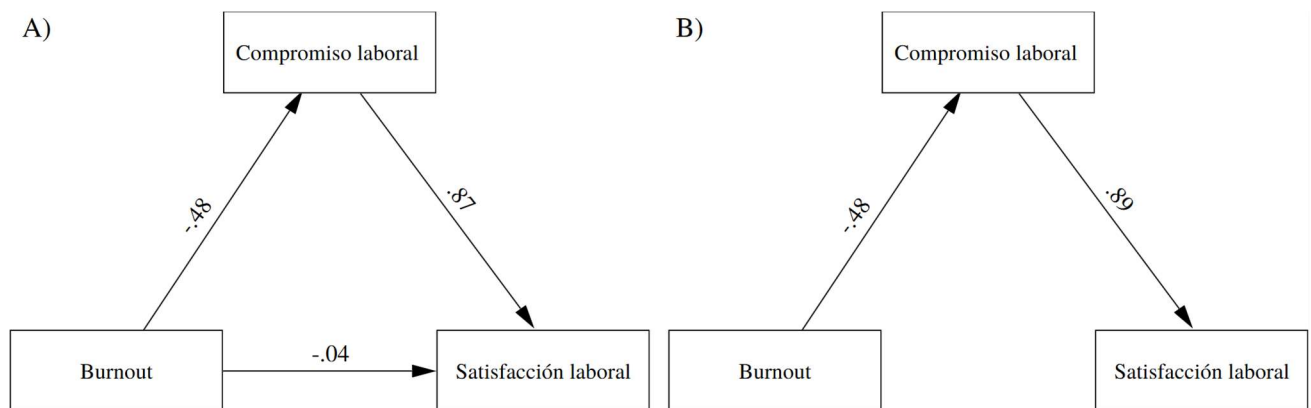 A)
Compromiso laboral
-.48
.87
Burnout
-.04
Satisfacción laboral
B)
Compromiso laboral
-.48
.89
Burnout
Satisfacción laboral